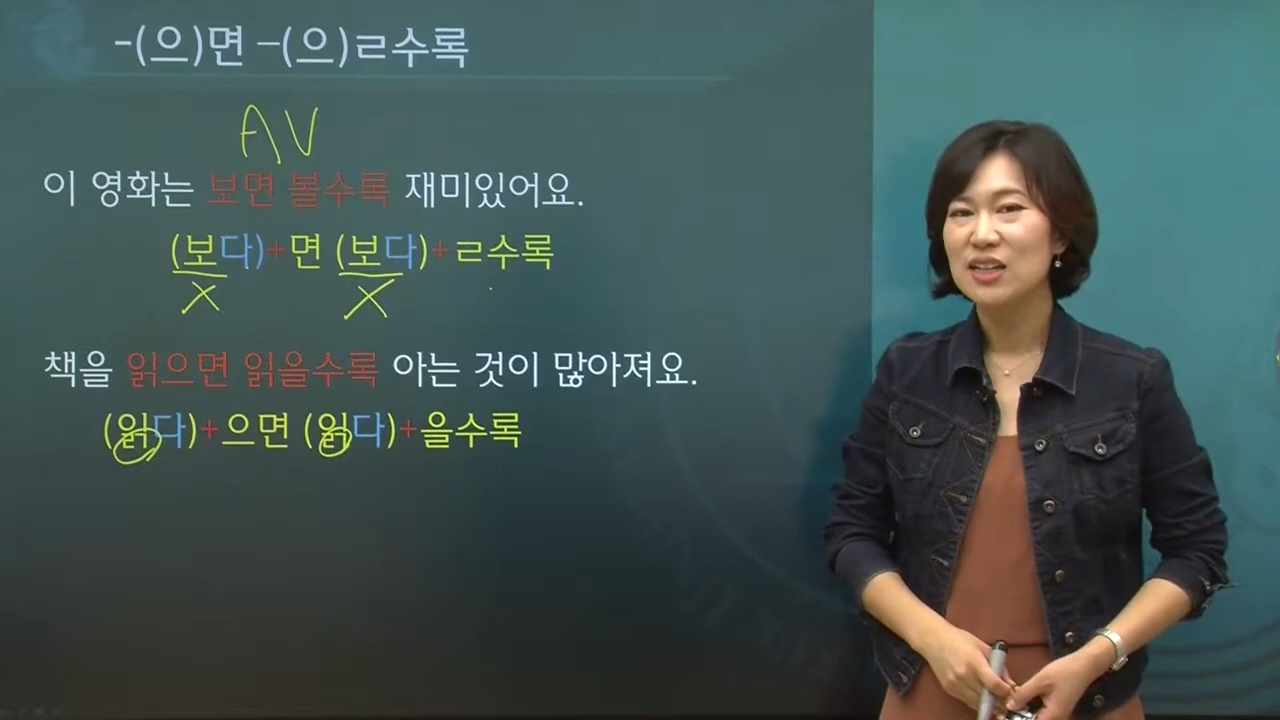 -(으)면 –(으)ㄹ수록
AV
이 영화는 보면 볼수록 재미있어요.
(보다)+면 (보다)+ㄹ수록
X X
책을 읽으면 읽을수록 아는 것이 많아져요.
(읽다)+으면 (읽다)+을수록